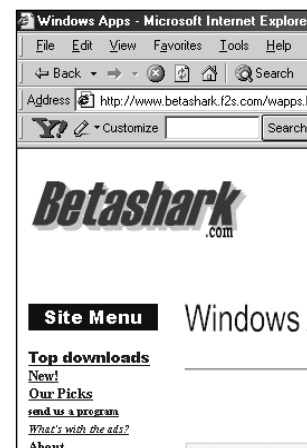 Windows Apps - Microsoft Internet Explore
File Edit View Favorites Tools Help
Back Search
Address http://www.betashark.f2s.com/wapps.
Y! Customize Search
Betashark
.com
Site Menu
Windows
Top downloads
New!
Our Picks
send us a program
What's with the ads?
About